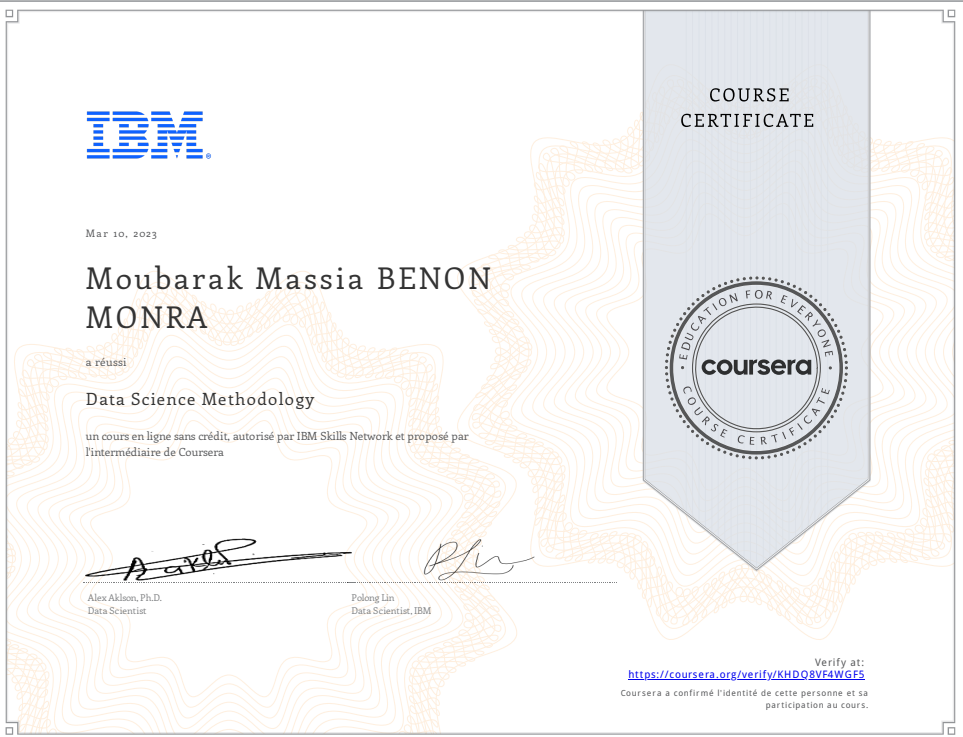 COURSE
CERTIFICATE
IBM®
Mar 10, 2023
Moubarak Massia BENON
MONRA
a réussi
Data Science Methodology
un cours en ligne sans crédit, autorisé par IBM Skills Network et proposé par
l'intermédiaire de Coursera
EDUCATION FOR EVERYONE
coursera
COURSE CERTIFICATE
Alex Aklson, Ph.D.
Data Scientist
Polong Lin
Data Scientist, IBM
Verify at:
https://coursera.org/verify/KHDQ8VF4WGF5
Coursera a confirmé l'identité de cette personne et sa
participation au cours.